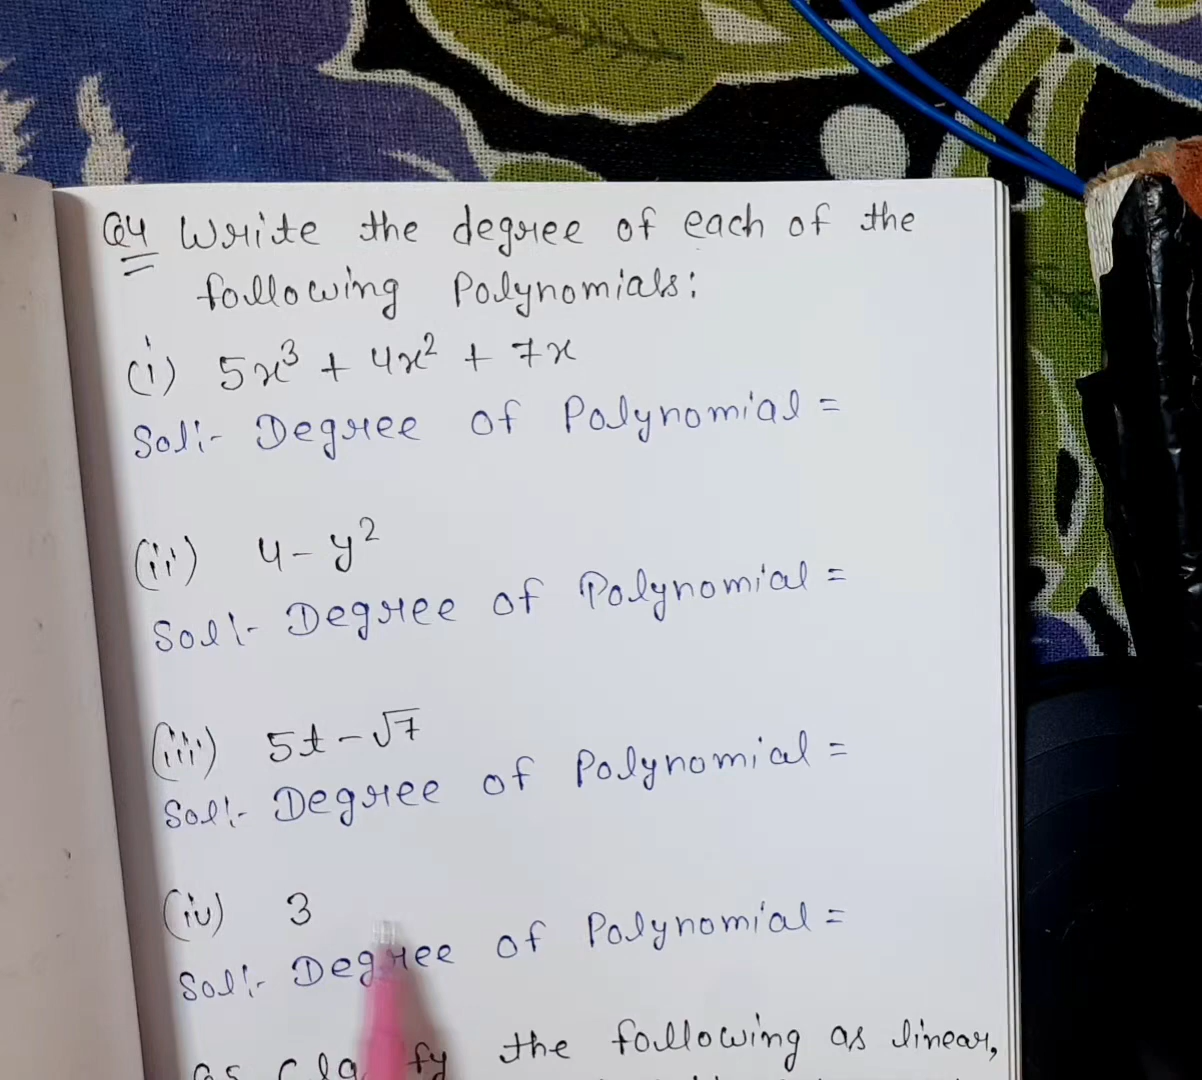 Q4 Write the degree of each of the
following Polynomials:
(i) 5x³ + 4x² + 7x
Sol:- Degree of Polynomial =
(ii) 4 - y²
Sol:- Degree of Polynomial =
(iii) 5t - √7
Sol:- Degree of Polynomial =
(iv) 3
Sol:- Degree of Polynomial =
the following as linear,